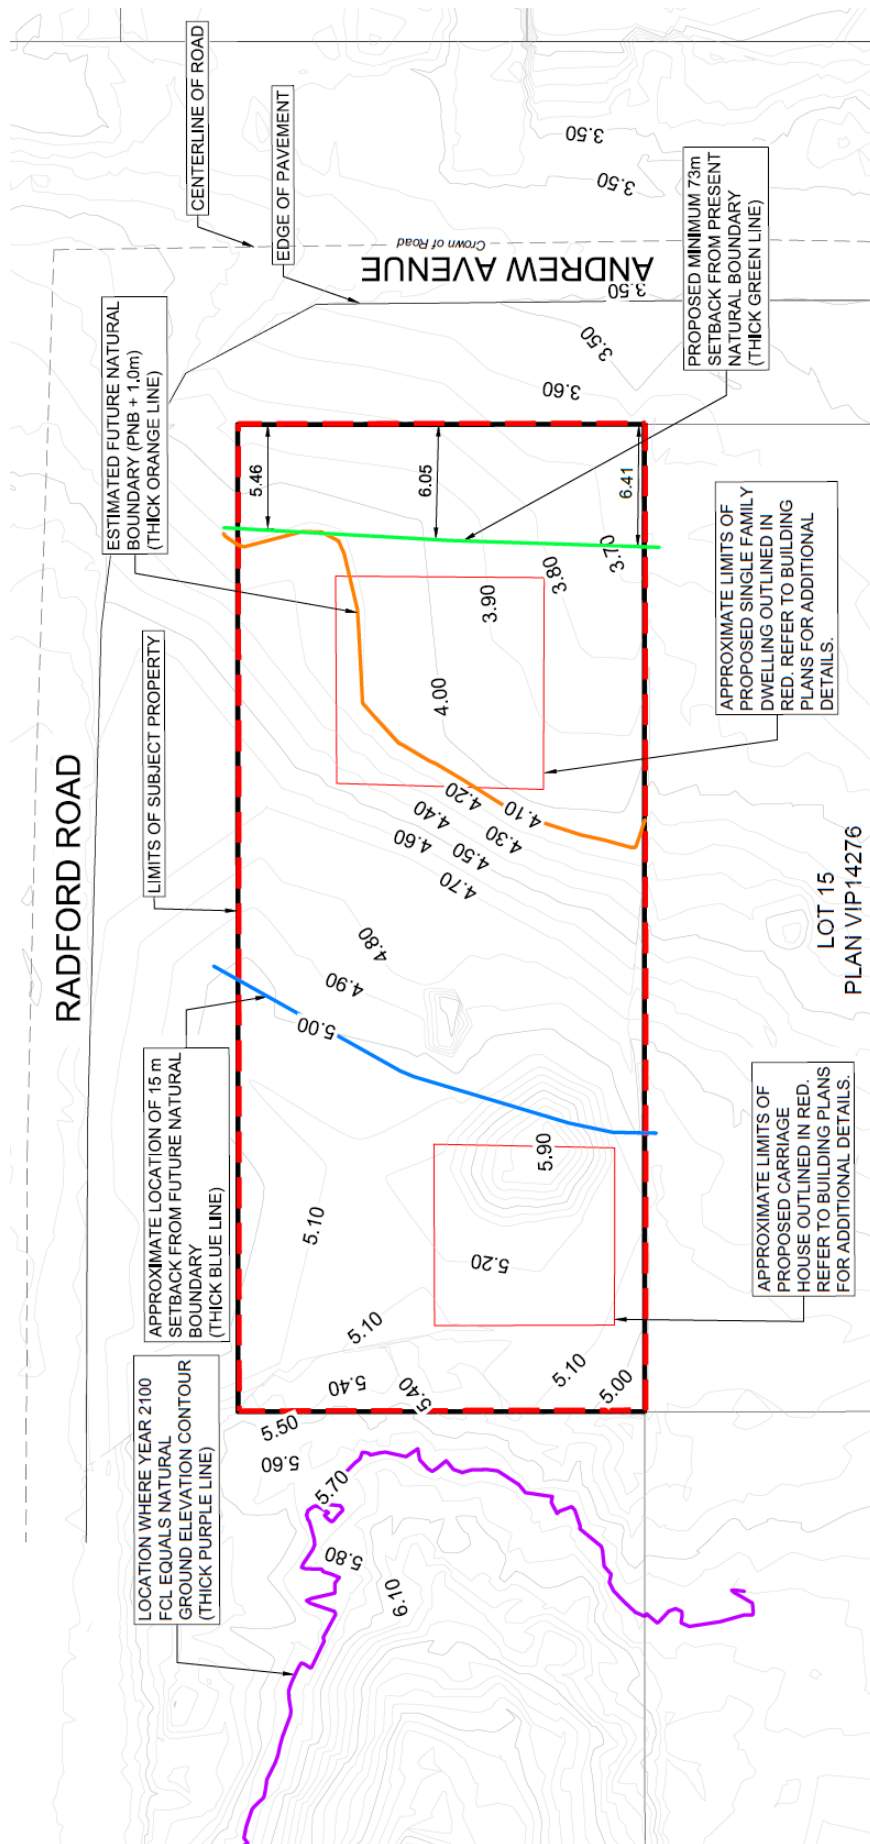 CENTERLINE OF ROAD
EDGE OF PAVEMENT
Crown of Road
ANDREW AVENUE
3.50
3.50
3.50
3.50
3.60
PROPOSED MINIMUM 73m
SETBACK FROM PRESENT
NATURAL BOUNDARY
(THICK GREEN LINE)
ESTIMATED FUTURE NATURAL
BOUNDARY (PNB + 1.0m)
(THICK ORANGE LINE)
5.46
6.05
6.41
3.70
3.80
3.90
4.00
APPROXIMATE LIMITS OF
PROPOSED SINGLE FAMILY
DWELLING OUTLINED IN
RED. REFER TO BUILDING
PLANS FOR ADDITIONAL
DETAILS.
LIMITS OF SUBJECT PROPERTY
RADFORD ROAD
4.10
4.20
4.30
4.40
4.50
4.60
4.70
4.80
4.90
5.00
LOT 15
PLAN VIP14276
APPROXIMATE LOCATION OF 15 m
SETBACK FROM FUTURE NATURAL
BOUNDARY
(THICK BLUE LINE)
5.90
5.20
5.10
5.10
5.10
5.00
5.40
5.40
APPROXIMATE LIMITS OF
PROPOSED CARRIAGE
HOUSE OUTLINED IN RED.
REFER TO BUILDING PLANS
FOR ADDITIONAL DETAILS.
LOCATION WHERE YEAR 2100
FCL EQUALS NATURAL
GROUND ELEVATION CONTOUR
(THICK PURPLE LINE)
5.50
5.60
5.70
5.80
6.10